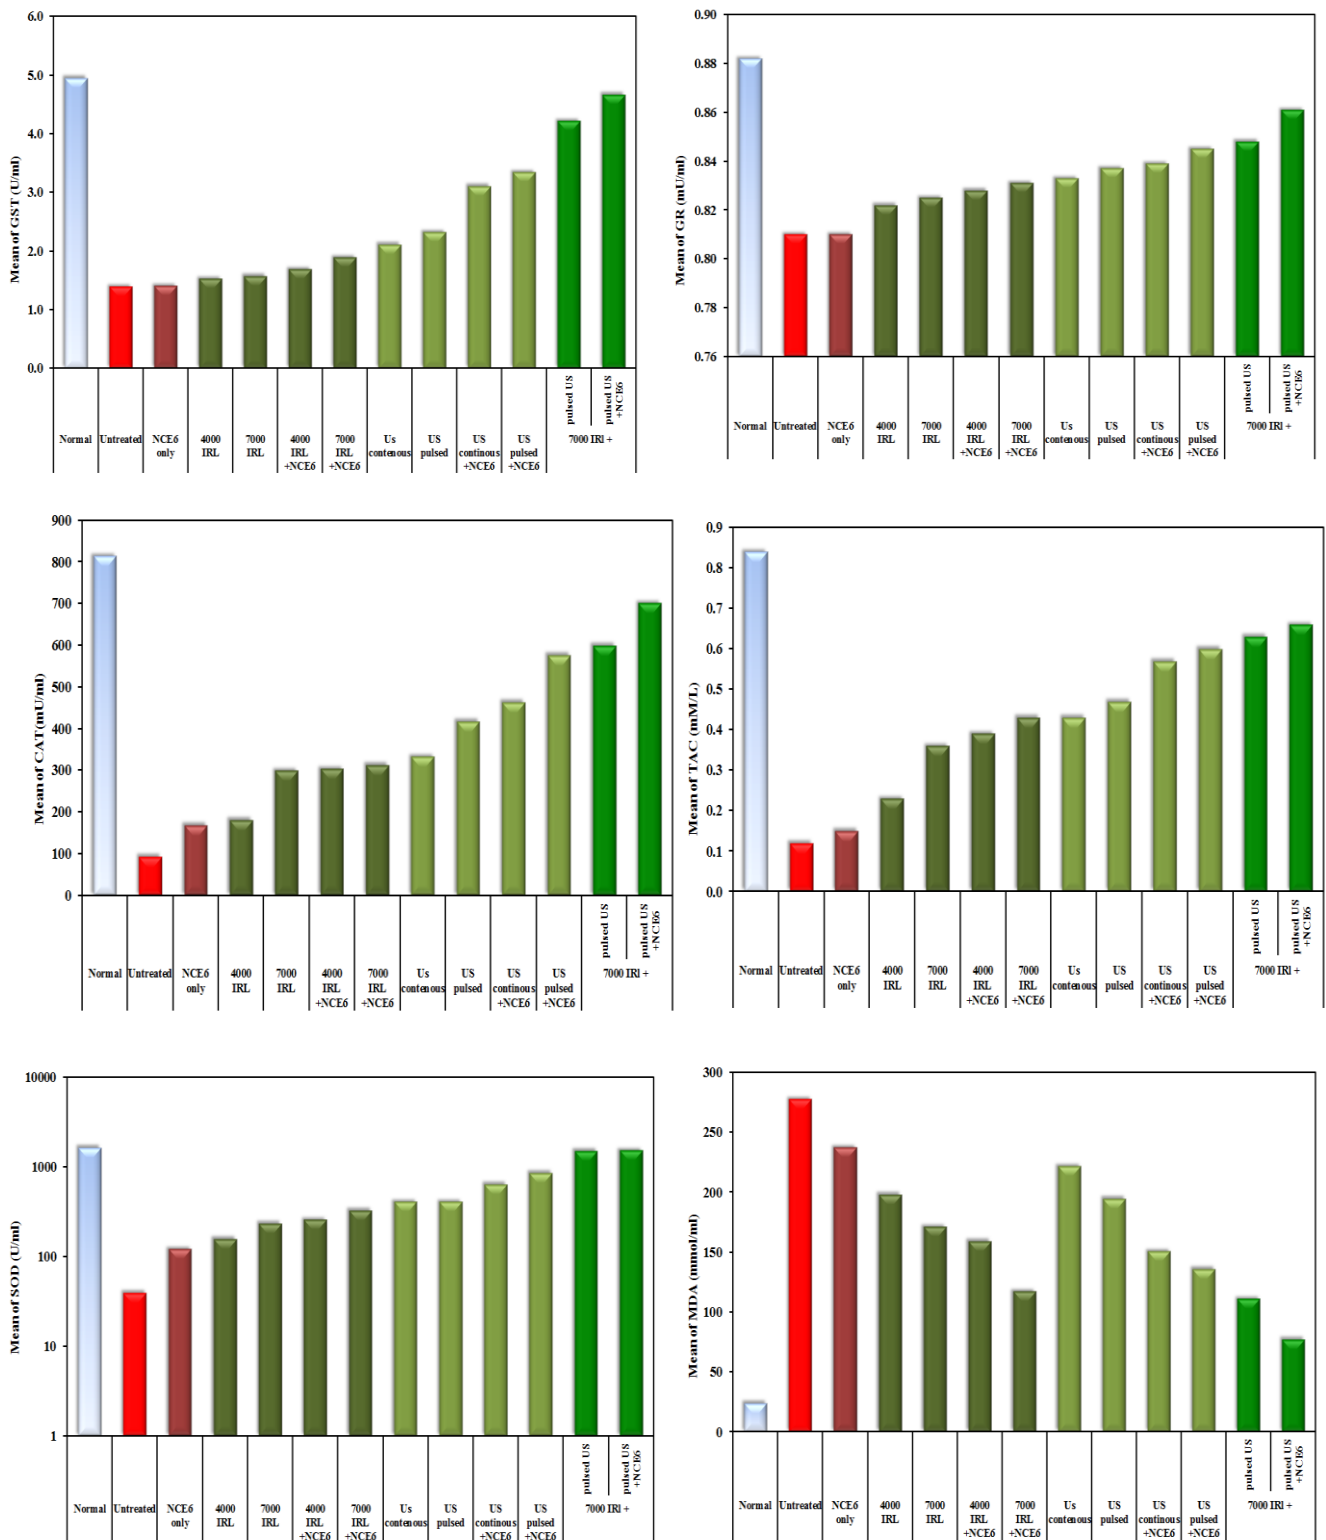 6.0
5.0
4.0
3.0
2.0
1.0
0.0
Mean of GST (U/ml)
Normal
Untreated
NCE6
only
4000
IRL
7000
IRL
4000
IRL
+NCE6
7000
IRL
+NCE6
Us
contenous
US
pulsed
US
continous
+NCE6
US
pulsed
+NCE6
pulsed US
pulsed US
+NCE6
7000 IRl +
0.90
0.88
0.86
0.84
0.82
0.80
0.78
0.76
Mean of GR (mU/ml)
Normal
Untreated
NCE6
only
4000
IRL
7000
IRL
4000
IRL
+NCE6
7000
IRL
+NCE6
Us
contenous
US
pulsed
US
continous
+NCE6
US
pulsed
+NCE6
pulsed US
pulsed US
+NCE6
7000 IRl +
900
800
700
600
500
400
300
200
100
0
Mean of CAT(mU/ml)
Normal
Untreated
NCE6
only
4000
IRL
7000
IRL
4000
IRL
+NCE6
7000
IRL
+NCE6
Us
contenous
US
pulsed
US
continous
+NCE6
US
pulsed
+NCE6
pulsed US
pulsed US
+NCE6
7000 IRl +
0.9
0.8
0.7
0.6
0.5
0.4
0.3
0.2
0.1
0.0
Mean of TAC (mM/L)
Normal
Untreated
NCE6
only
4000
IRL
7000
IRL
4000
IRL
+NCE6
7000
IRL
+NCE6
Us
contenous
US
pulsed
US
continous
+NCE6
US
pulsed
+NCE6
pulsed US
pulsed US
+NCE6
7000 IRl +
10000
1000
100
10
1
Mean of SOD (U/ml)
Normal
Untreated
NCE6
only
4000
IRL
7000
IRL
4000
IRL
+NCE6
7000
IRL
+NCE6
Us
contenous
US
pulsed
US
continous
+NCE6
US
pulsed
+NCE6
pulsed US
pulsed US
+NCE6
7000 IRl +
300
250
200
150
100
50
0
Mean of MDA (mmol/ml)
Normal
Untreated
NCE6
only
4000
IRL
7000
IRL
4000
IRL
+NCE6
7000
IRL
+NCE6
Us
contenous
US
pulsed
US
continous
+NCE6
US
pulsed
+NCE6
pulsed US
pulsed US
+NCE6
7000 IRl +